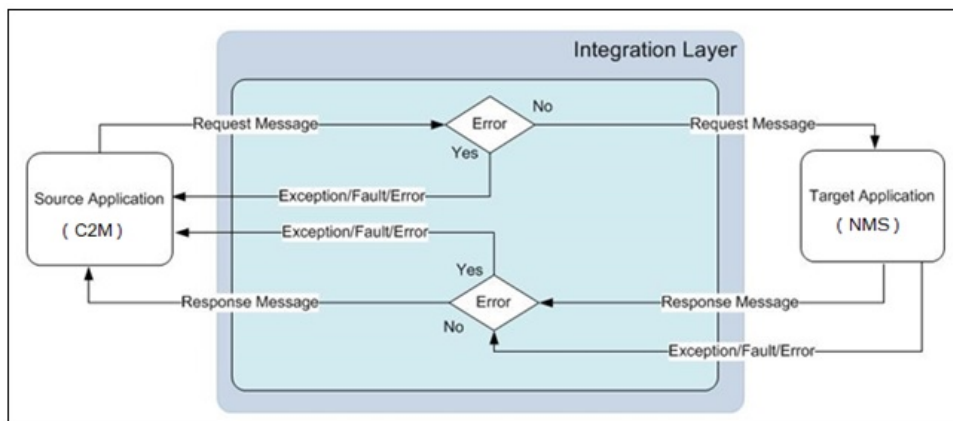 Integration Layer
No
Request Message
Error
Request Message
Yes
Source Application
( C2M )
Exception/Fault/Error
Target Application
( NMS )
Exception/Fault/Error
Yes
Response Message
Error
Response Message
No
Exception/Fault/Error